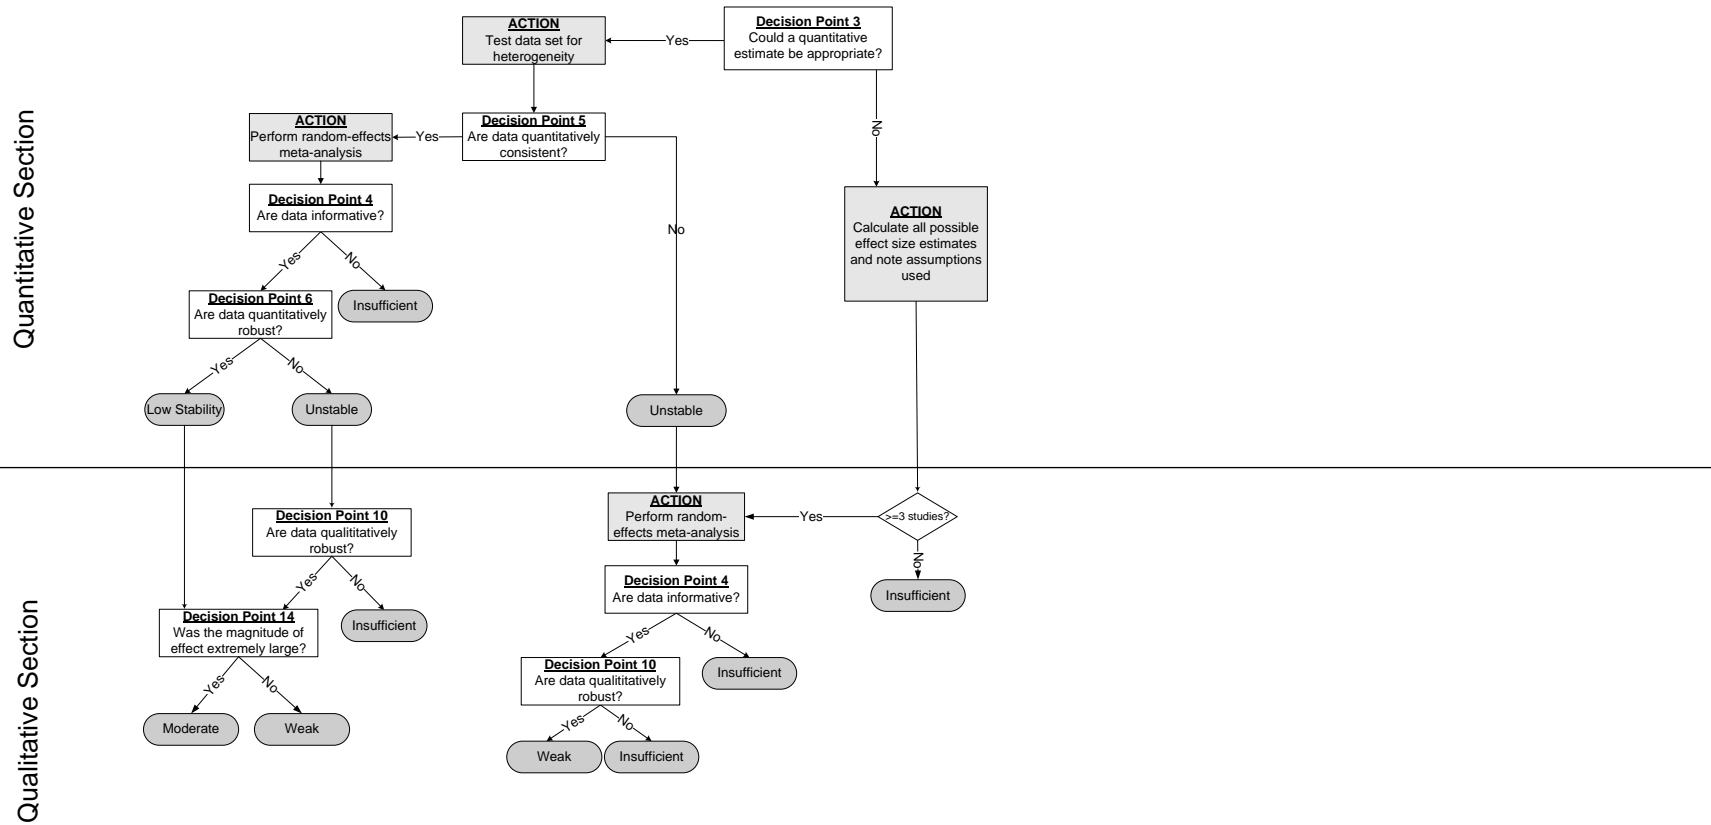 Quantitative Section
Decision Point 3
Could a quantitative
estimate be appropriate?
Yes
ACTION
Test data set for
heterogeneity
No
Decision Point 5
Are data quantitatively
consistent?
Yes
ACTION
Perform random-effects
meta-analysis
No
Decision Point 4
Are data informative?
Yes
No
Insufficient
Decision Point 6
Are data quantitatively
robust?
Yes
No
Low Stability
Unstable
Unstable
ACTION
Calculate all possible
effect size estimates
and note assumptions
used
Qualitative Section
Decision Point 10
Are data qualititatively
robust?
Yes
No
Insufficient
Decision Point 14
Was the magnitude of
effect extremely large?
Yes
No
Moderate
Weak
>=3 studies?
Yes
No
Insufficient
ACTION
Perform random-
effects meta-analysis
Decision Point 4
Are data informative?
Yes
No
Insufficient
Decision Point 10
Are data qualititatively
robust?
Yes
No
Weak
Insufficient